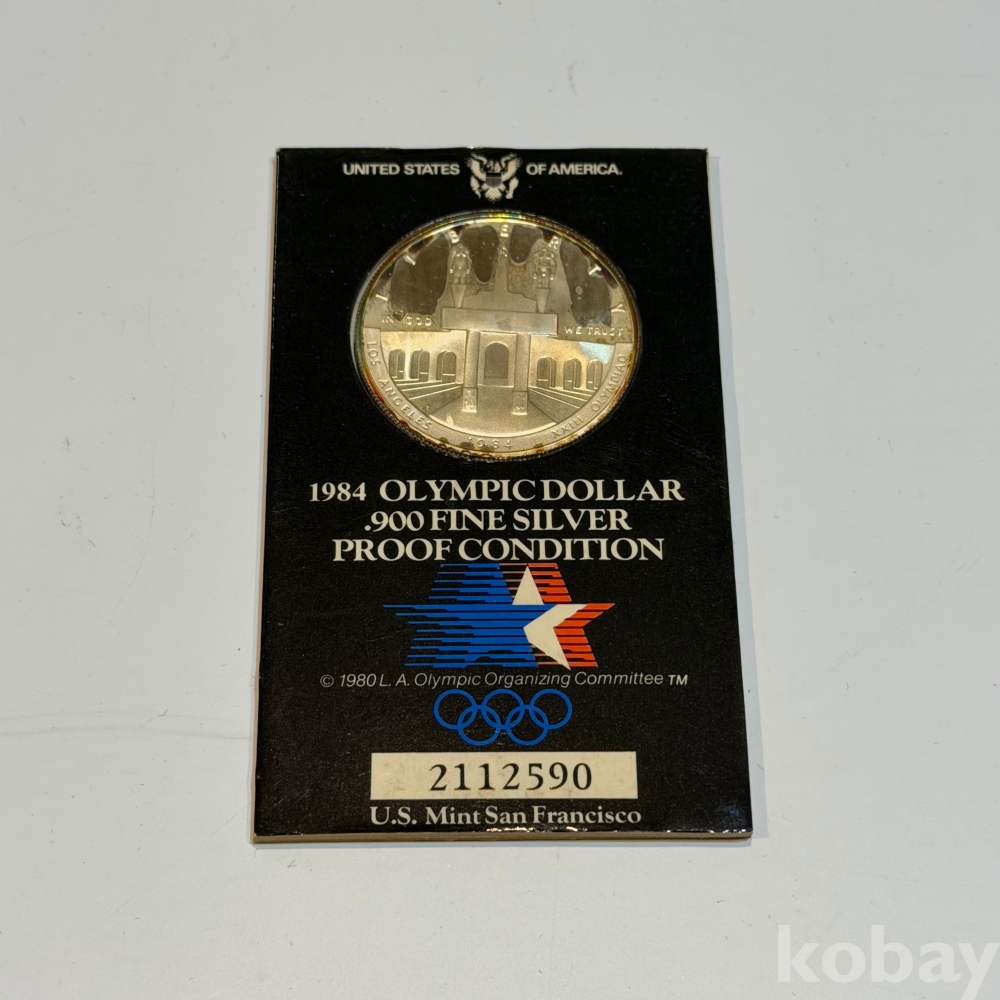 UNITED STATES OF AMERICA.
LIBERTY
IN GOD WE TRUST
LOS ANGELES 1984 XXIII OLYMPIAD
1984 OLYMPIC DOLLAR
.900 FINE SILVER
PROOF CONDITION
© 1980 L. A. Olympic Organizing Committee TM
2112590
U.S. Mint San Francisco
kobay